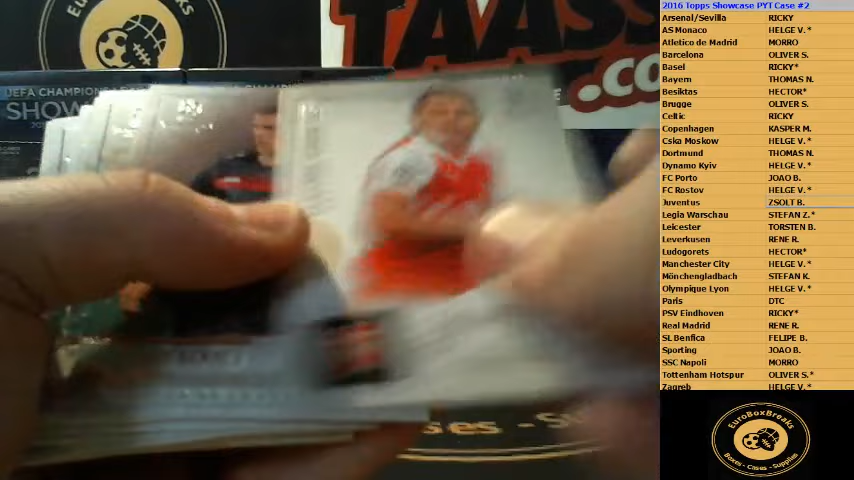 2016 Topps Showcase PYT Case #2
Arsenal/Sevilla RICKY
AS Monaco HELGE V.*
Atletico de Madrid MORRO
Barcelona OLIVER S.
Basel RICKY*
Bayern THOMAS N.
Besiktas HECTOR*
Brugge OLIVER S.
Celtic RICKY
Copenhagen KASPER M.
Cska Moskow HELGE V.*
Dortmund THOMAS N.
Dynamo Kyiv HELGE V.*
FC Porto JOAO B.
FC Rostov HELGE V.*
Juventus ZSOLT B.
Legia Warschau STEFAN Z.*
Leicester TORSTEN B.
Leverkusen RENE R.
Ludogorets HECTOR*
Manchester City HELGE V.*
Mönchengladbach STEFAN K.
Olympique Lyon HELGE V.*
Paris DTC
PSV Eindhoven RICKY*
Real Madrid RENE R.
SL Benfica FELIPE B.
Sporting JOAO B.
SSC Napoli MORRO
Tottenham Hotspur OLIVER S.*
Zagreb HELGE V.*
EuroBoxBreaks
Boxes - Cases - Supplies
UEFA CHAMPIONS
SHOW
.CO